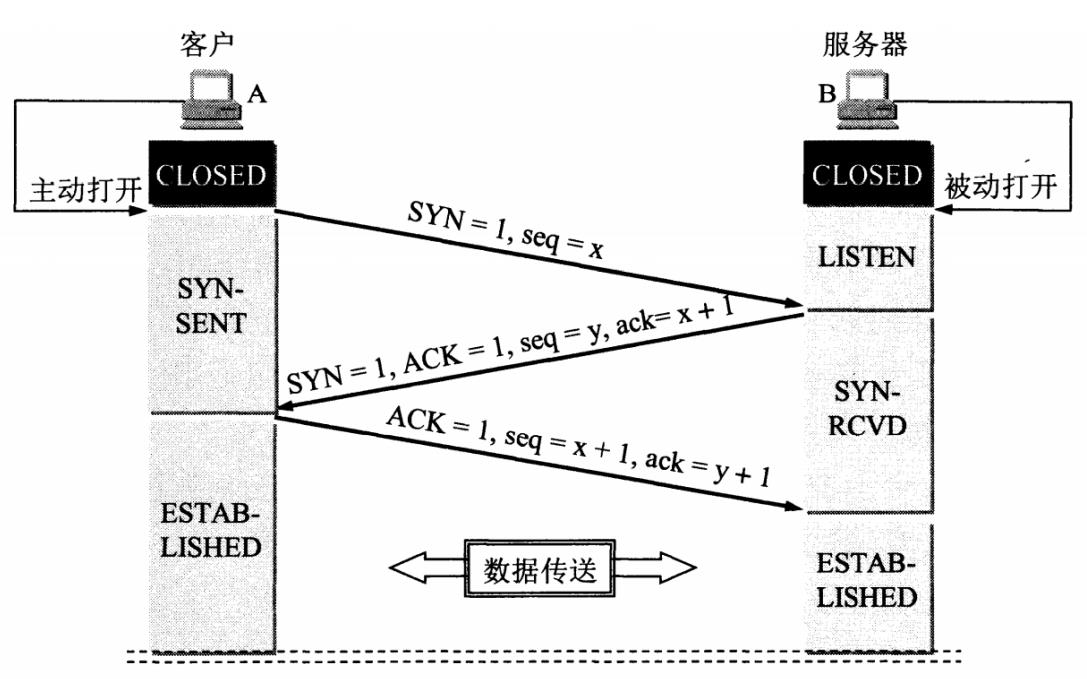 客户
服务器
A
B
CLOSED
CLOSED
主动打开
被动打开
SYN = 1, seq = x
LISTEN
SYN-
SENT
SYN = 1, ACK = 1, seq = y, ack= x + 1
SYN-
RCVD
ACK = 1, seq = x + 1, ack = y + 1
ESTAB-
LISHED
数据传送
ESTAB-
LISHED